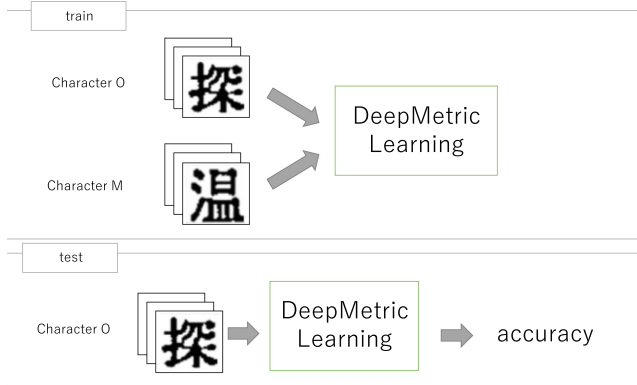 train
Character O
探
DeepMetric
Learning
Character M
温
test
Character O
探
DeepMetric
Learning
accuracy